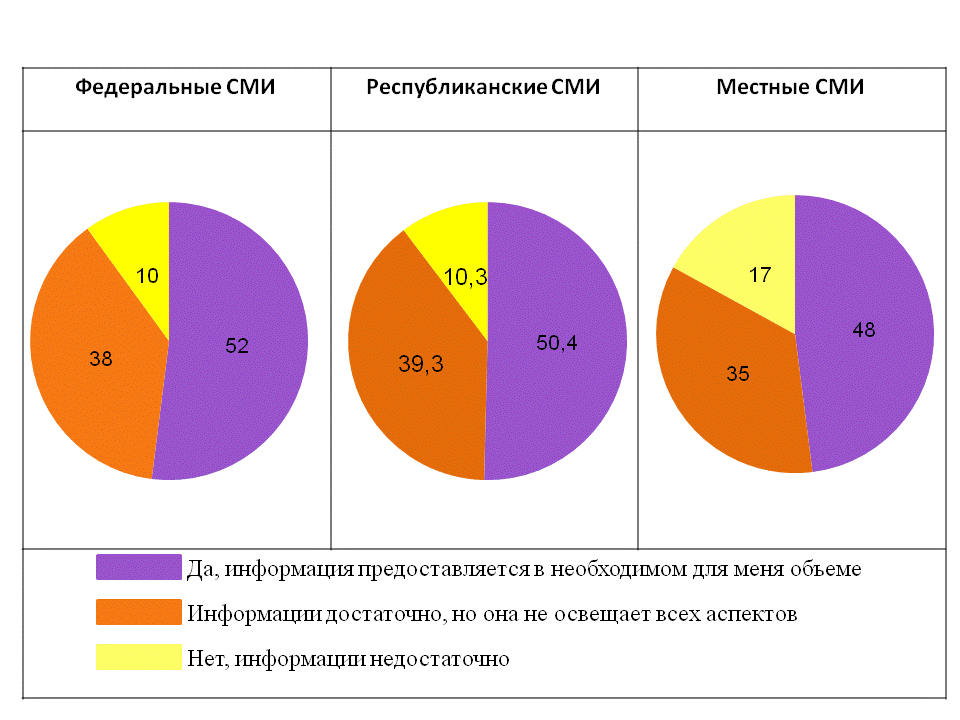 Федеральные СМИ
Республиканские СМИ
Местные СМИ
10
38
52
10,3
39,3
50,4
17
35
48
Да, информация предоставляется в необходимом для меня объеме
Информации достаточно, но она не освещает всех аспектов
Нет, информации недостаточно